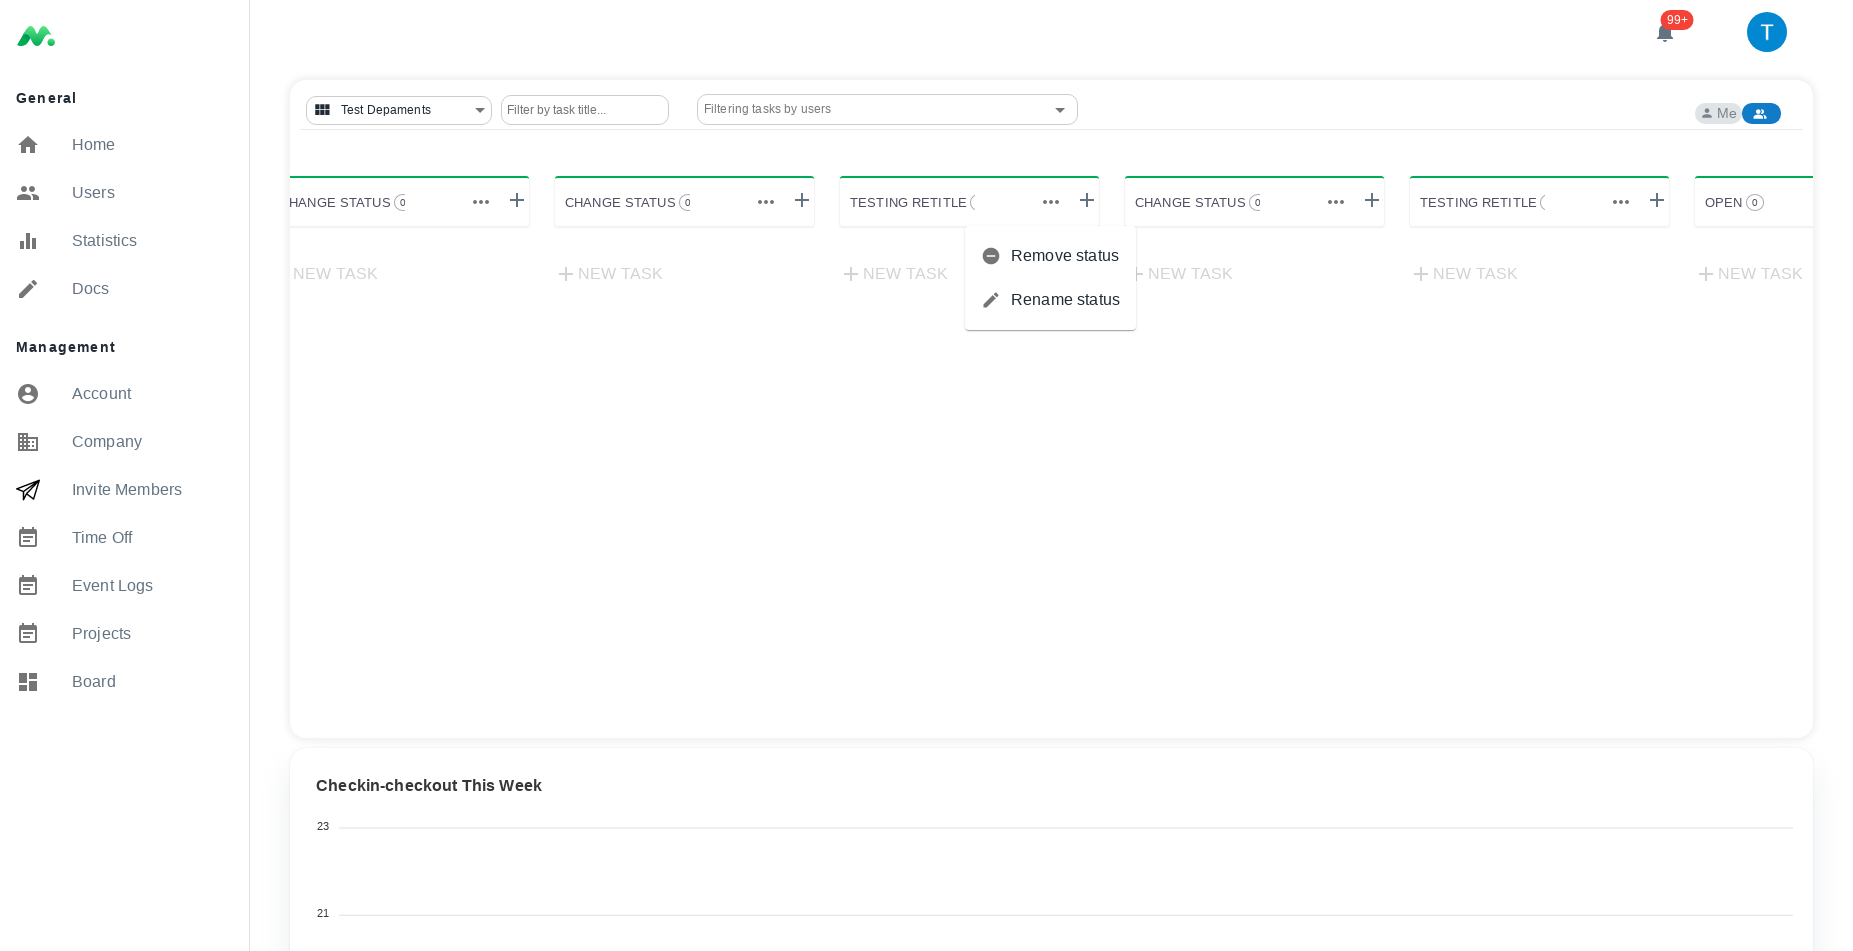 99+
T
General
Home
Users
Statistics
Docs
Management
Account
Company
Invite Members
Time Off
Event Logs
Projects
Board
Test Depaments
Filter by task title...
Filtering tasks by users
Me
HANGE STATUS 0
CHANGE STATUS 0
TESTING RETITLE
CHANGE STATUS 0
TESTING RETITLE
OPEN 0
NEW TASK
NEW TASK
NEW TASK
NEW TASK
NEW TASK
NEW TASK
Remove status
Rename status
Checkin-checkout This Week
23
21